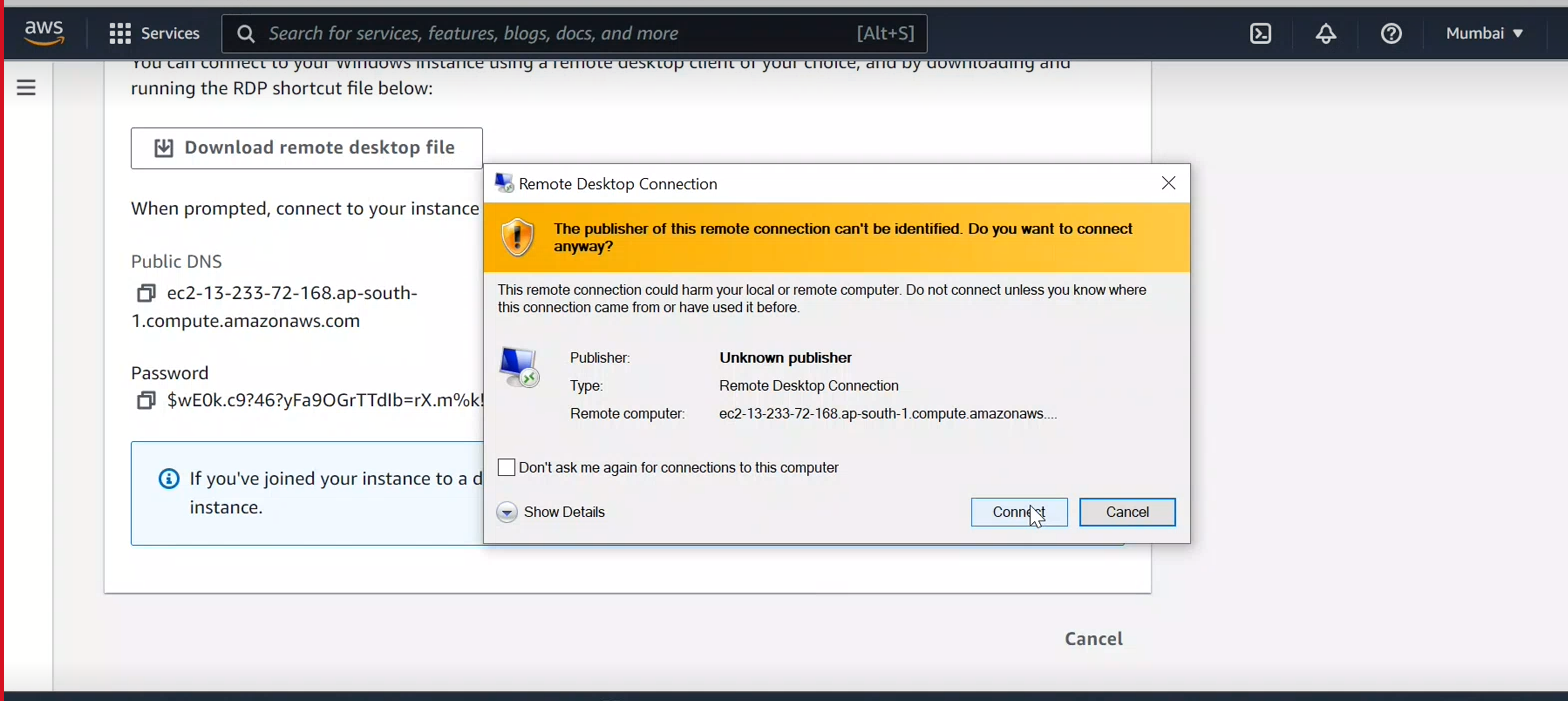 aws
Services
Search for services, features, blogs, docs, and more
[Alt+S]
Mumbai ▼
You can connect to your Windows instance using a remote desktop client of your choice, and by downloading and
running the RDP shortcut file below:
Download remote desktop file
When prompted, connect to your instance
Public DNS
ec2-13-233-72-168.ap-south-
1.compute.amazonaws.com
Password
$wE0k.c9?46?yFa9OGrTTdIb=rX.m%k!
If you've joined your instance to a d
instance.
Remote Desktop Connection
The publisher of this remote connection can't be identified. Do you want to connect
anyway?
This remote connection could harm your local or remote computer. Do not connect unless you know where
this connection came from or have used it before.
Publisher: Unknown publisher
Type: Remote Desktop Connection
Remote computer: ec2-13-233-72-168.ap-south-1.compute.amazonaws....
Don't ask me again for connections to this computer
Show Details
Connect
Cancel
Cancel